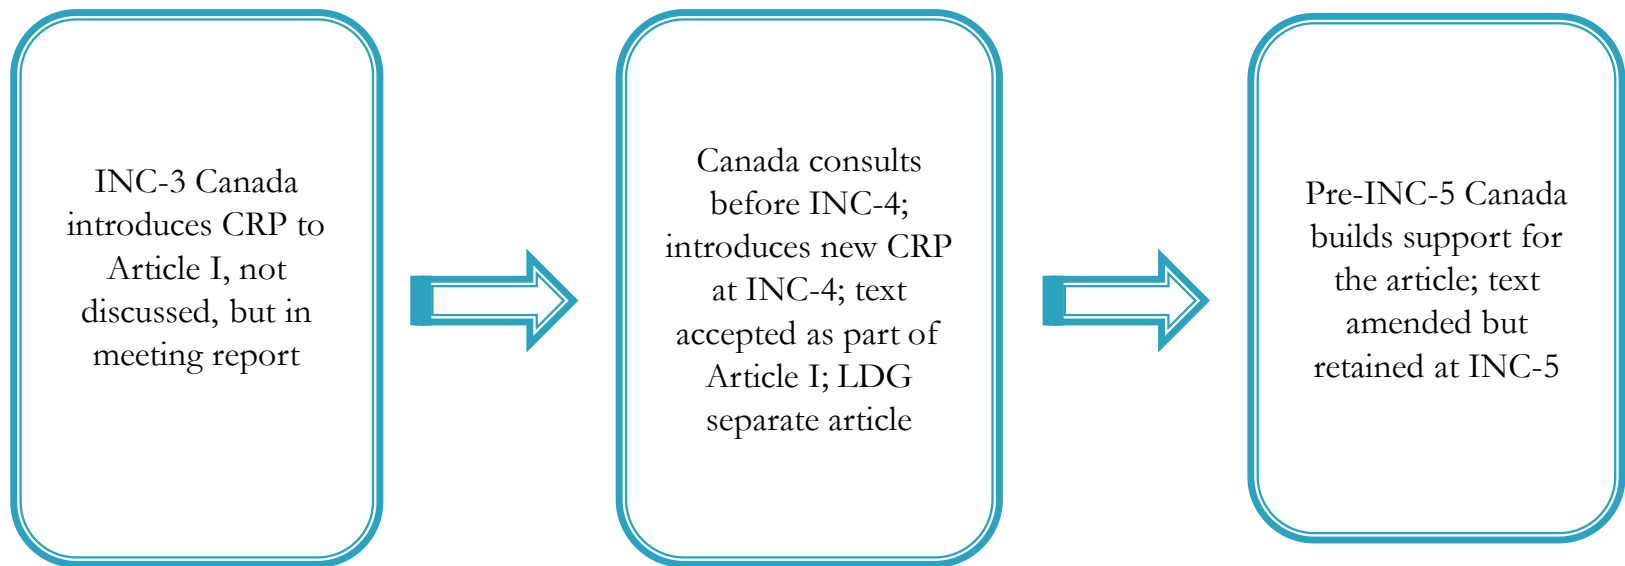 INC-3 Canada
introduces CRP to
Article I, not
discussed, but in
meeting report
Canada consults
before INC-4;
introduces new CRP
at INC-4; text
accepted as part of
Article I; LDG
separate article
Pre-INC-5 Canada
builds support for
the article; text
amended but
retained at INC-5